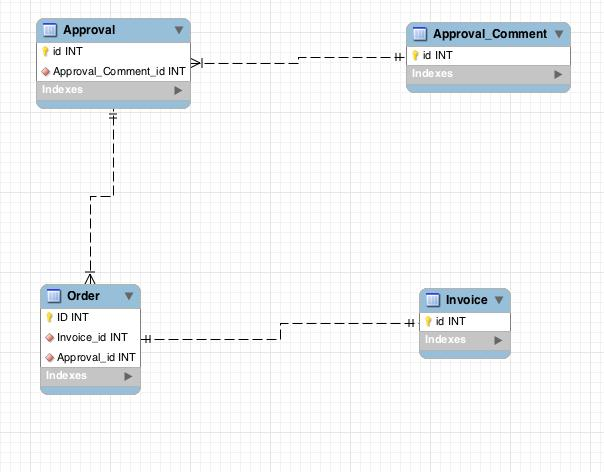 Approval
id INT
Approval_Comment_id INT
Indexes
Approval_Comment
id INT
Indexes
Order
ID INT
Invoice_id INT
Approval_id INT
Indexes
Invoice
id INT
Indexes